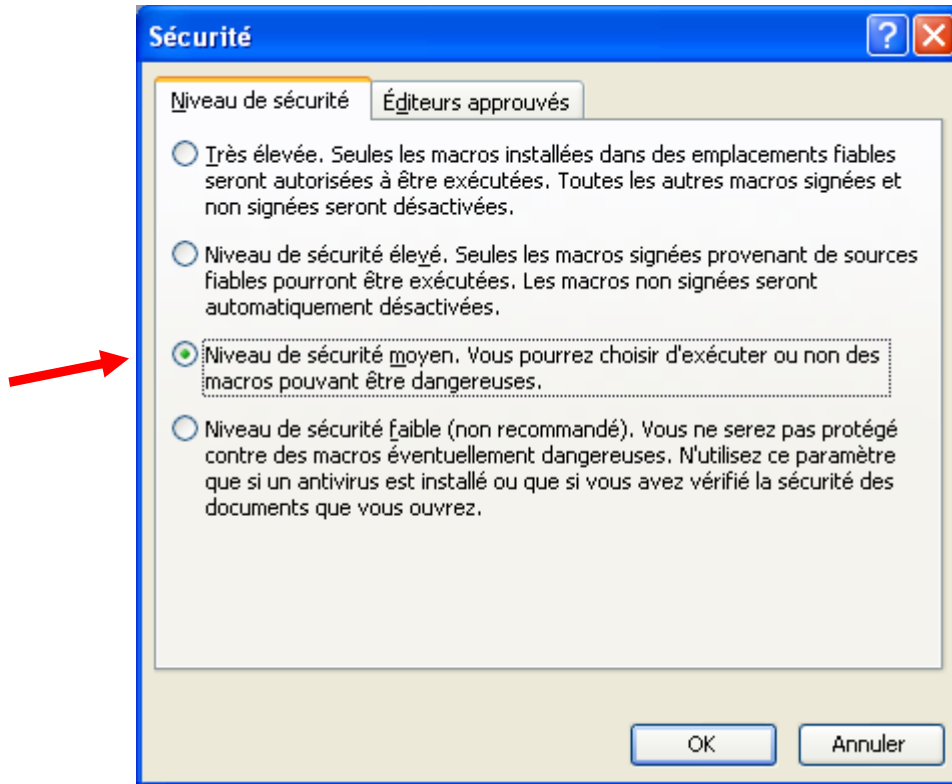 Sécurité
Niveau de sécurité
Éditeurs approuvés
Très élevée. Seules les macros installées dans des emplacements fiables
seront autorisées à être exécutées. Toutes les autres macros signées et
non signées seront désactivées.
Niveau de sécurité élevé. Seules les macros signées provenant de sources
fiables pourront être exécutées. Les macros non signées seront
automatiquement désactivées.
Niveau de sécurité moyen. Vous pourrez choisir d'exécuter ou non des
macros pouvant être dangereuses.
Niveau de sécurité faible (non recommandé). Vous ne serez pas protégé
contre des macros éventuellement dangereuses. N'utilisez ce paramètre
que si un antivirus est installé ou que si vous avez vérifié la sécurité des
documents que vous ouvrez.
OK
Annuler